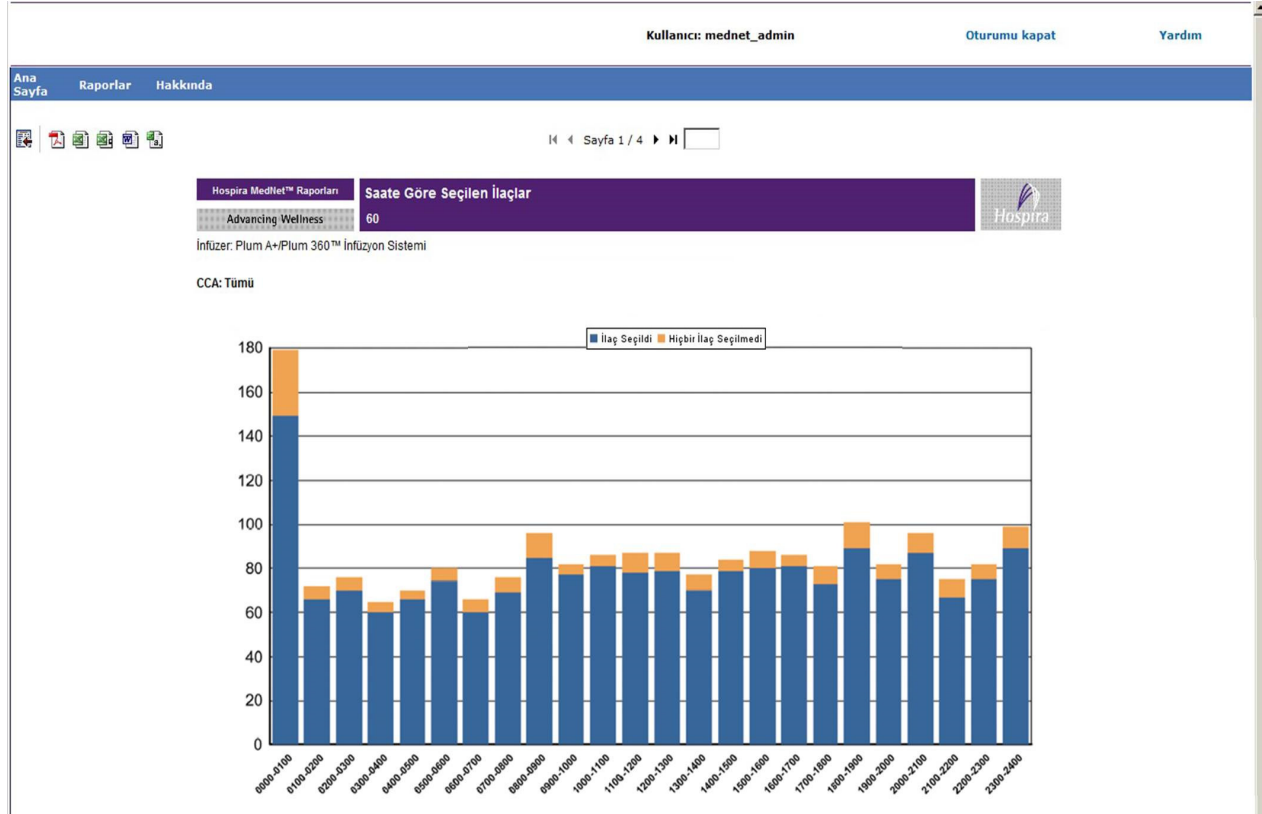 Kullanıcı: mednet_admin Oturumu kapat Yardım
Ana Sayfa Raporlar Hakkında
Sayfa 1 / 4
Hospira MedNet™ Raporları
Advancing Wellness
Saate Göre Seçilen İlaçlar
60
Hospira
İnfüzer: Plum A+/Plum 360™ İnfüzyon Sistemi
CCA: Tümü
İlaç Seçildi Hiçbir İlaç Seçilmedi
180
160
140
120
100
80
60
40
20
0
0000-0100 0100-0200 0200-0300 0300-0400 0400-0500 0500-0600 0600-0700 0700-0800 0800-0900 0900-1000 1000-1100 1100-1200 1200-1300 1300-1400 1400-1500 1500-1600 1600-1700 1700-1800 1800-1900 1900-2000 2000-2100 2100-2200 2200-2300 2300-2400